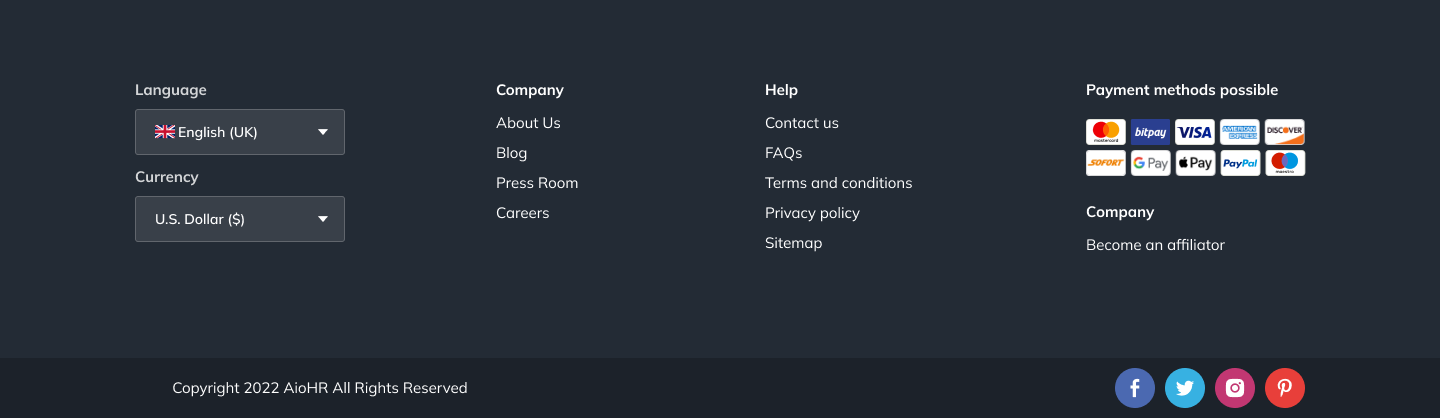 Language
English (UK)
Currency
U.S. Dollar ($)
Company
About Us
Blog
Press Room
Careers
Help
Contact us
FAQs
Terms and conditions
Privacy policy
Sitemap
Payment methods possible
mastercard bitpay VISA AMERICAN EXPRESS DISCOVER
SOFORT G Pay Pay PayPal maestro
Company
Become an affiliator
Copyright 2022 AioHR All Rights Reserved